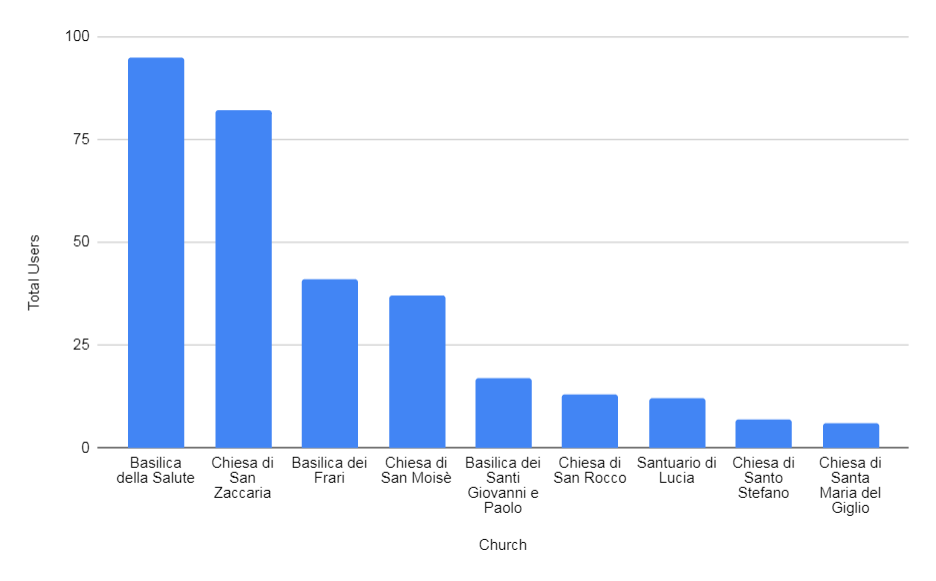 100
75
50
25
0
Total Users
Basilica
della Salute
Chiesa di
San
Zaccaria
Basilica dei
Frari
Chiesa di
San Moisè
Basilica dei
Santi
Giovanni e
Paolo
Chiesa di
San Rocco
Santuario di
Lucia
Chiesa di
Santo
Stefano
Chiesa di
Santa
Maria del
Giglio
Church